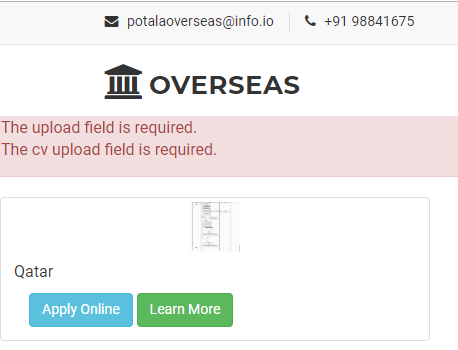 potalaoverseas@info.io +91 98841675
OVERSEAS
The upload field is required.
The cv upload field is required.
Qatar
Apply Online Learn More